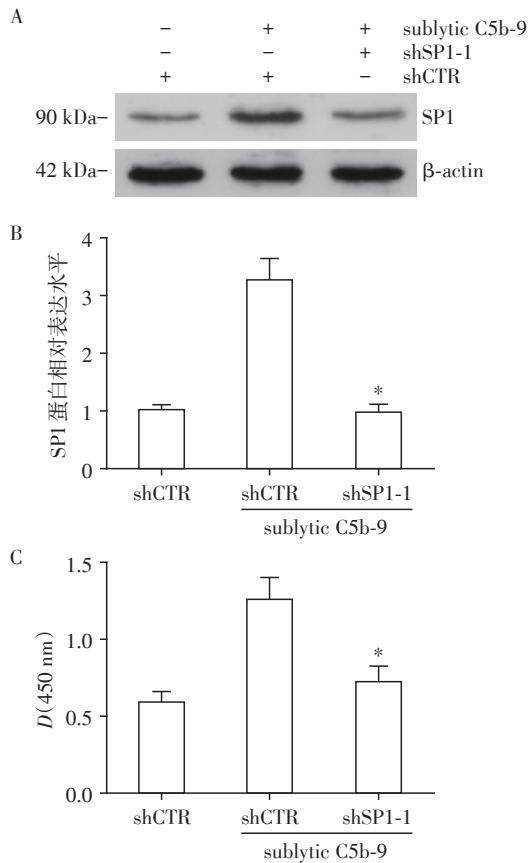 A
− + + sublytic C5b-9
− − + shSP1-1
+ + − shCTR
90 kDa− SP1
42 kDa− β-actin
B
SP1 蛋白相对表达水平
4
3
2
1
0
*
shCTR shCTR shSP1-1
sublytic C5b-9
C
D(450 nm)
1.5
1.0
0.5
0.0
*
shCTR shCTR shSP1-1
sublytic C5b-9